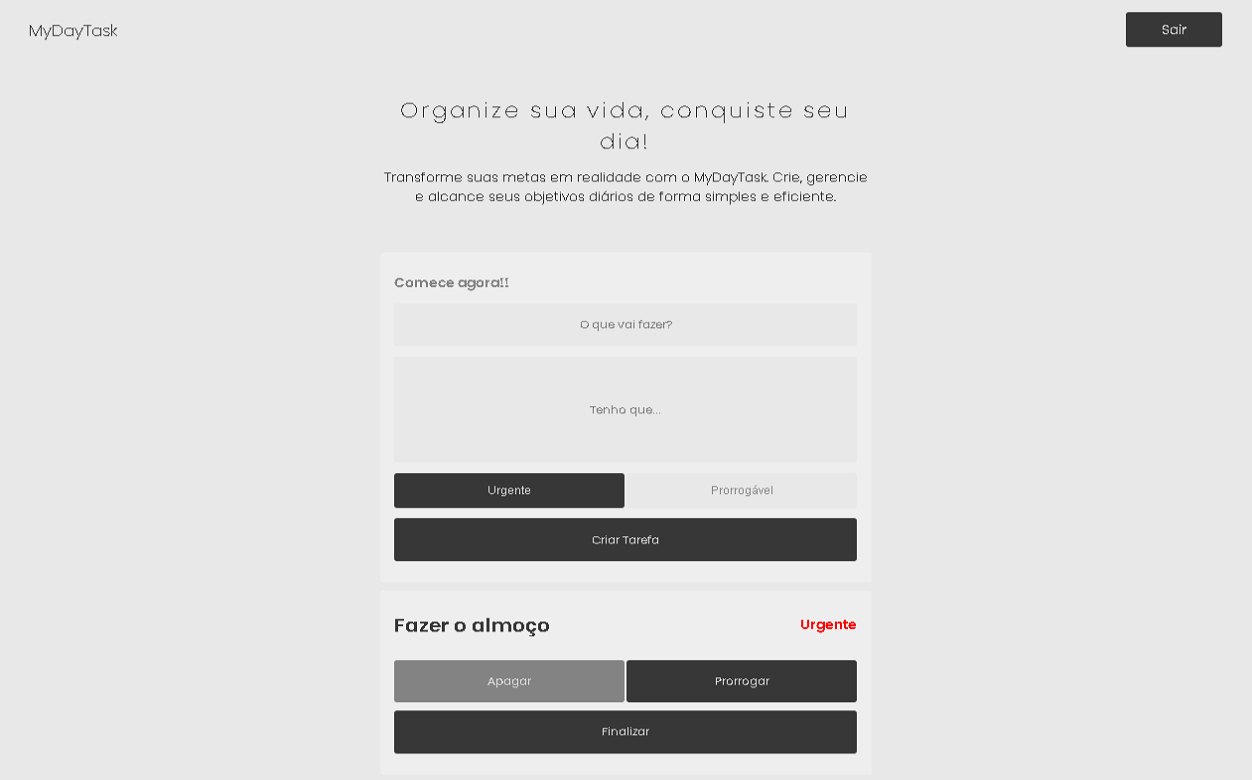 MyDayTask
Sair
Organize sua vida, conquiste seu
dia!
Transforme suas metas em realidade com o MyDayTask. Crie, gerencie
e alcance seus objetivos diários de forma simples e eficiente.
Comece agora!!
O que vai fazer?
Tenho que...
Urgente
Prorrogável
Criar Tarefa
Fazer o almoço
Urgente
Apagar
Prorrogar
Finalizar